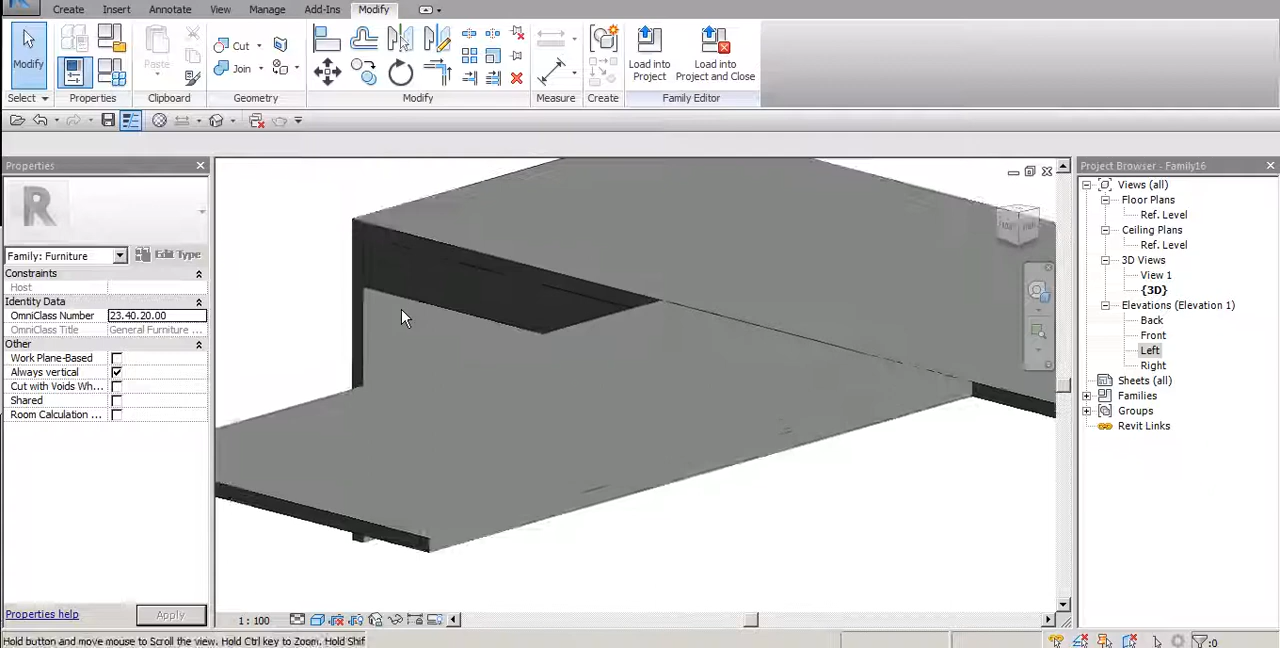 Create Insert Annotate View Manage Add-Ins Modify
Cut
Join
Modify
Paste
Load into Project
Load into Project and Close
Select Properties Clipboard Geometry Modify Measure Create Family Editor
Properties
Project Browser - Family16
R
Family: Furniture
Edit Type
Constraints
Host
Identity Data
OmniClass Number 23.40.20.00
OmniClass Title General Furniture ...
Other
Work Plane-Based
Always vertical
Cut with Voids Wh...
Shared
Room Calculation ...
Properties help
Apply
Views (all)
Floor Plans
Ref. Level
Ceiling Plans
Ref. Level
3D Views
View 1
{3D}
Elevations (Elevation 1)
Back
Front
Left
Right
Sheets (all)
Families
Groups
Revit Links
1 : 100
Hold button and move mouse to Scroll the view. Hold Ctrl key to Zoom. Hold Shif
:0